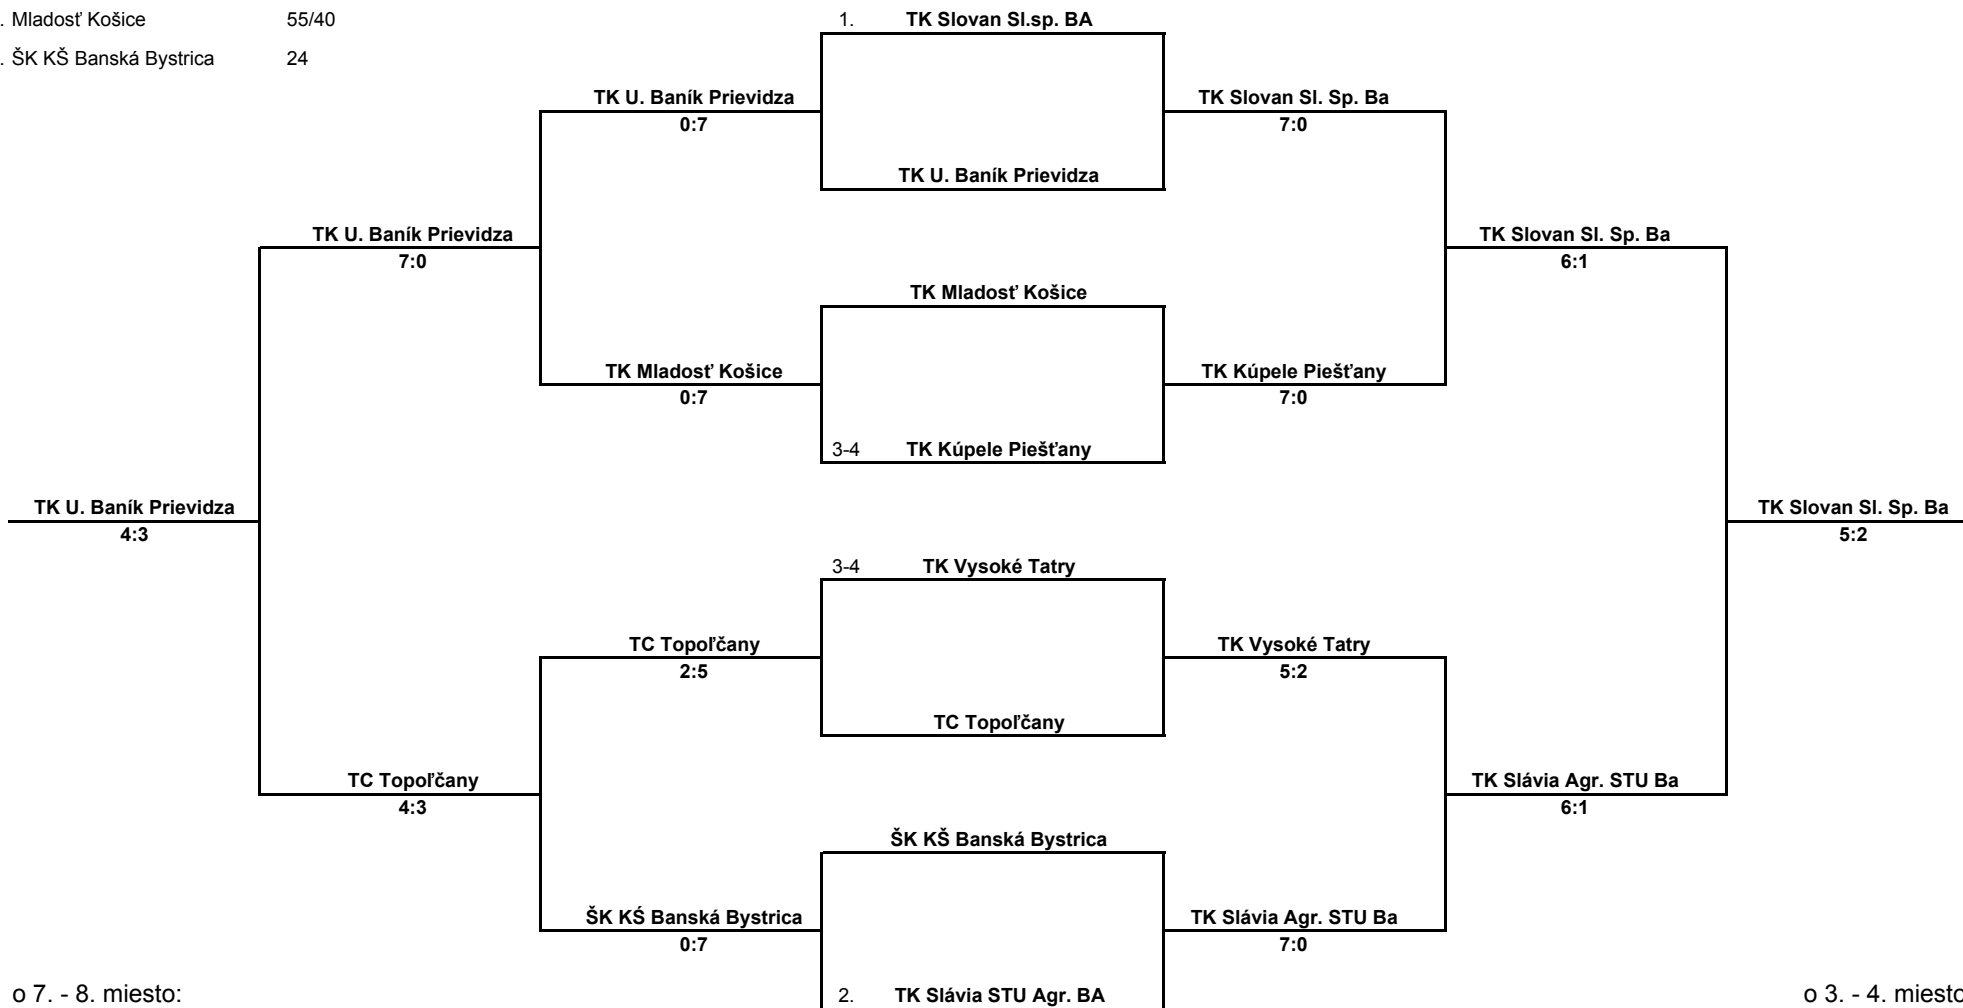 . Mladosť Košice 55/40
1. TK Slovan Sl.sp. BA
. ŠK KŠ Banská Bystrica 24
TK U. Baník Prievidza
TK Slovan Sl. Sp. Ba
0:7
7:0
TK U. Baník Prievidza
TK U. Baník Prievidza
TK Slovan Sl. Sp. Ba
7:0
6:1
TK Mladosť Košice
TK Mladosť Košice
TK Kúpele Piešťany
0:7
7:0
3-4 TK Kúpele Piešťany
TK U. Baník Prievidza
TK Slovan Sl. Sp. Ba
4:3
5:2
3-4 TK Vysoké Tatry
TC Topoľčany
TK Vysoké Tatry
2:5
5:2
TC Topoľčany
TC Topoľčany
TK Slávia Agr. STU Ba
4:3
6:1
ŠK KŠ Banská Bystrica
ŠK KŚ Banská Bystrica
TK Slávia Agr. STU Ba
0:7
7:0
o 7. - 8. miesto:
2. TK Slávia STU Agr. BA
o 3. - 4. miesto